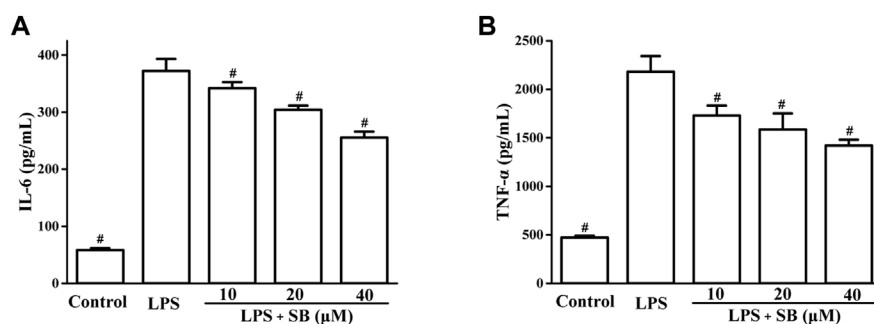 A
IL-6 (pg/mL)
400
300
200
100
0
#
#
#
#
Control
LPS
10
20
40
LPS + SB (μM)
B
TNF-α (pg/mL)
2500
2000
1500
1000
500
0
#
#
#
#
Control
LPS
10
20
40
LPS + SB (μM)